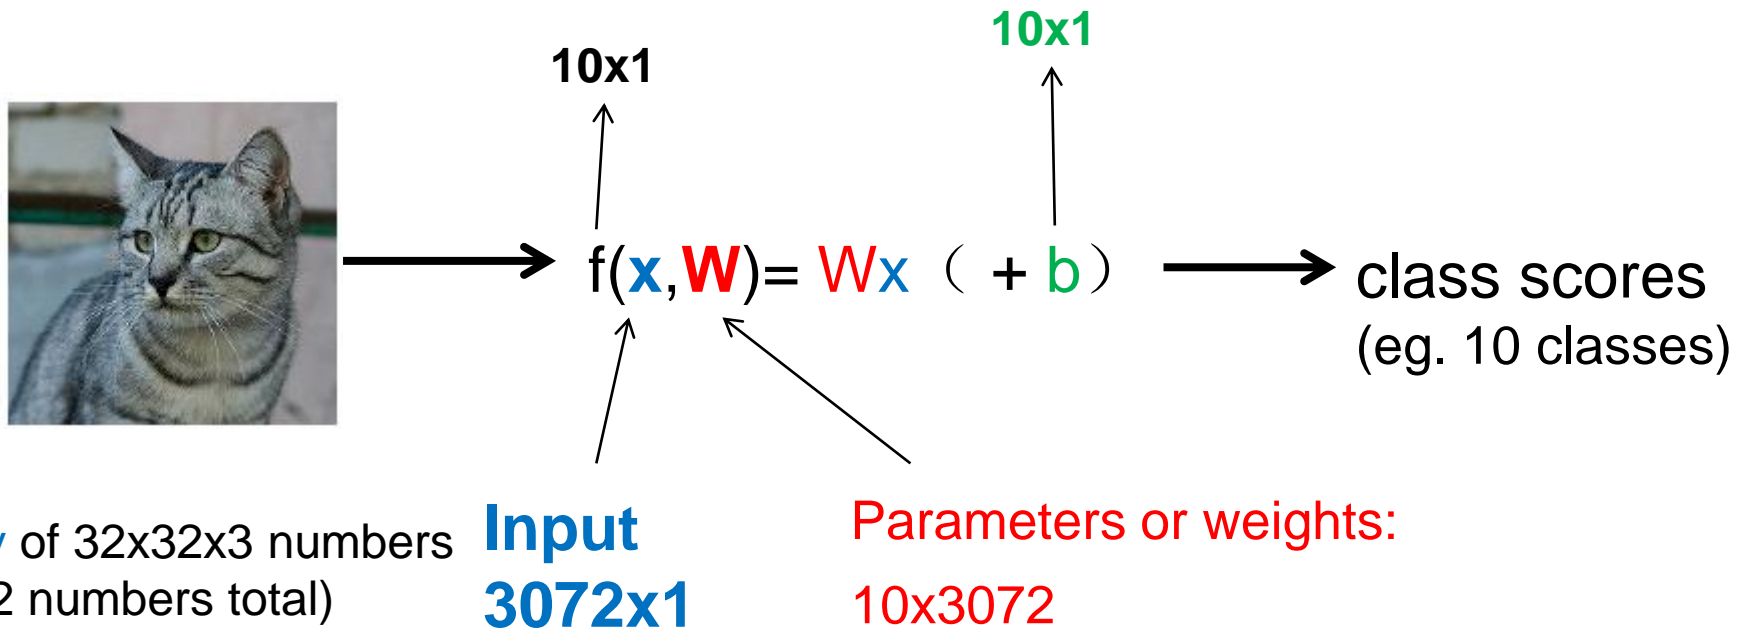 10x1
10x1
f(x,W)= Wx （ + b）
class scores
(eg. 10 classes)
of 32x32x3 numbers
2 numbers total)
Input
3072x1
Parameters or weights:
10x3072